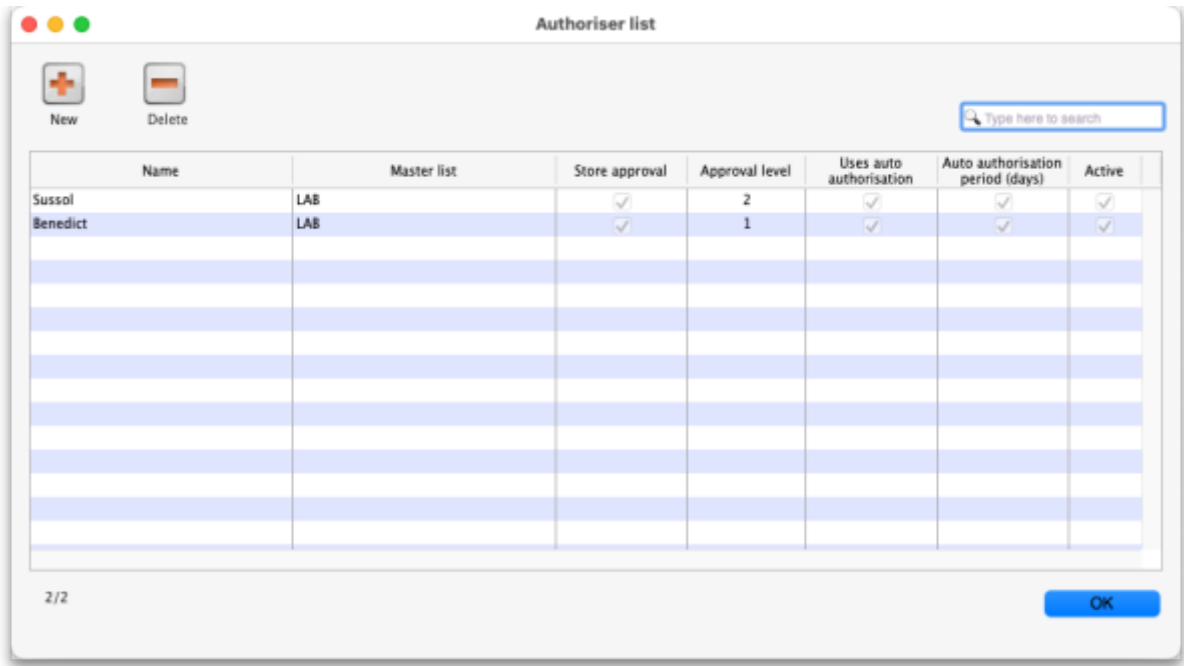 Authoriser list
New Delete
Type here to search
Name Master list Store approval Approval level Uses auto authorisation Auto authorisation period (days) Active
Sussol LAB 2
Benedict LAB 1
2/2
OK